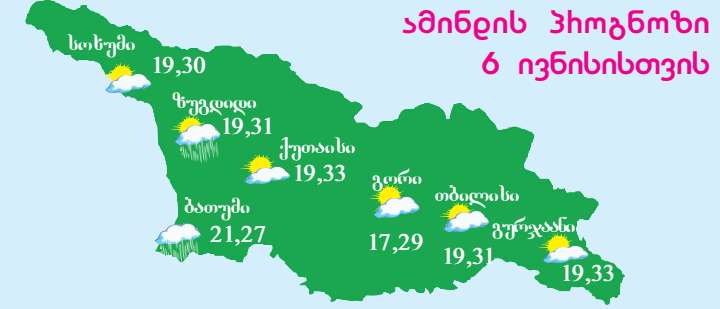 ამინდის პროგნოზი
6 ივნისისთვის
სოხუმი
19,30
ზუგდიდი
19,31
ქუთაისი
19,33
გორი
17,29
თბილისი
19,31
ბათუმი
21,27
გურჯაანი
19,33